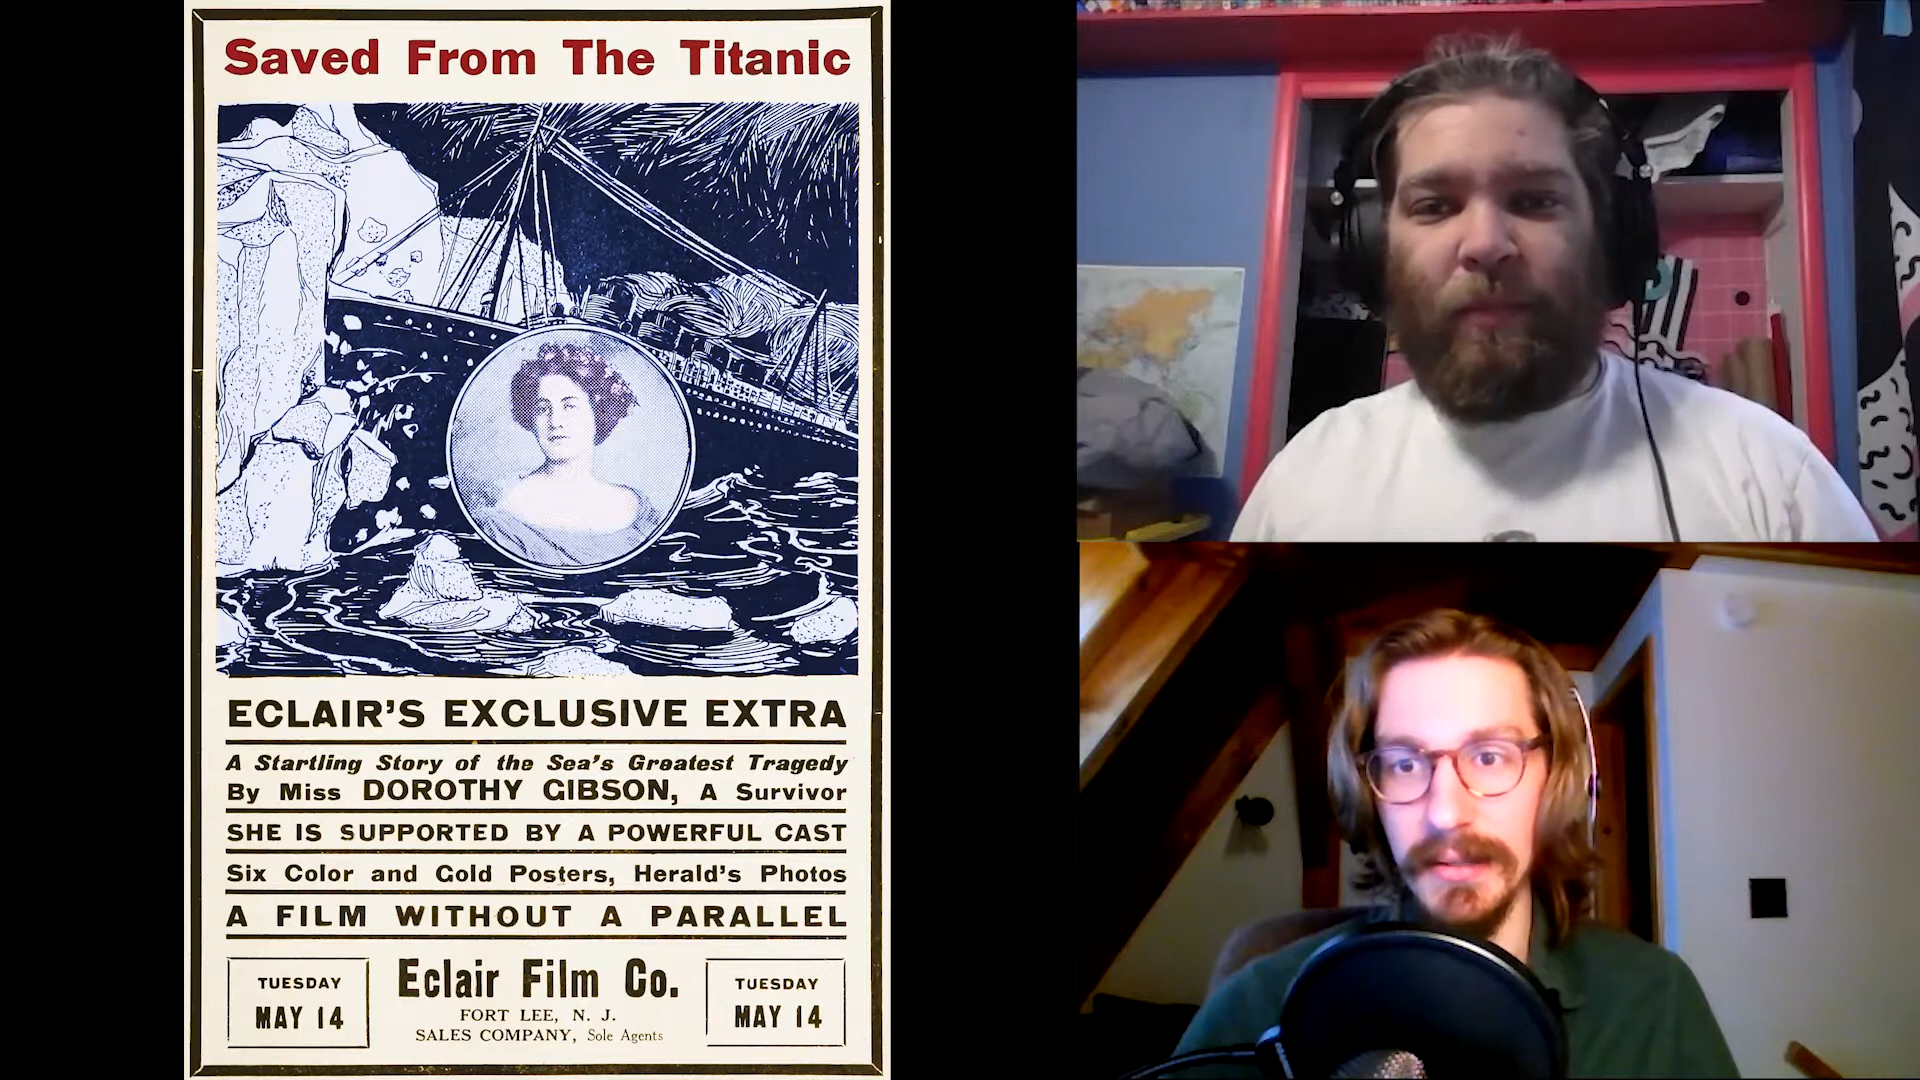 Saved From The Titanic
ECLAIR'S EXCLUSIVE EXTRA
A Startling Story of the Sea's Greatest Tragedy
By Miss DOROTHY GIBSON, A Survivor
SHE IS SUPPORTED BY A POWERFUL CAST
Six Color and Gold Posters, Herald's Photos
A FILM WITHOUT A PARALLEL
TUESDAY
MAY 14
Eclair Film Co.
FORT LEE, N. J.
SALES COMPANY, Sole Agents
TUESDAY
MAY 14